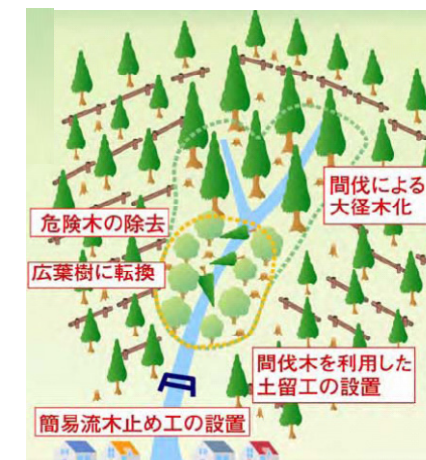 間伐による
大径木化
危険木の除去
広葉樹に転換
間伐木を利用した
土留工の設置
簡易流木止め工の設置